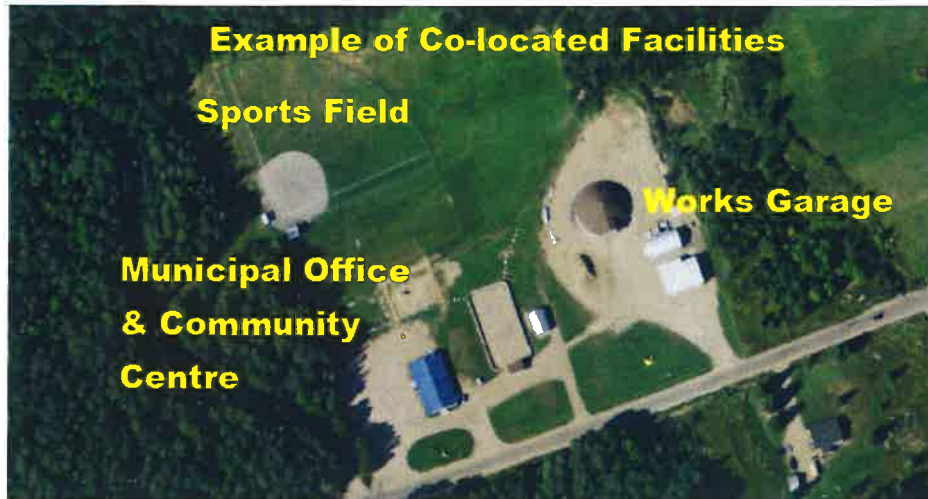 Example of Co-located Facilities
Sports Field
Works Garage
Municipal Office
& Community
Centre